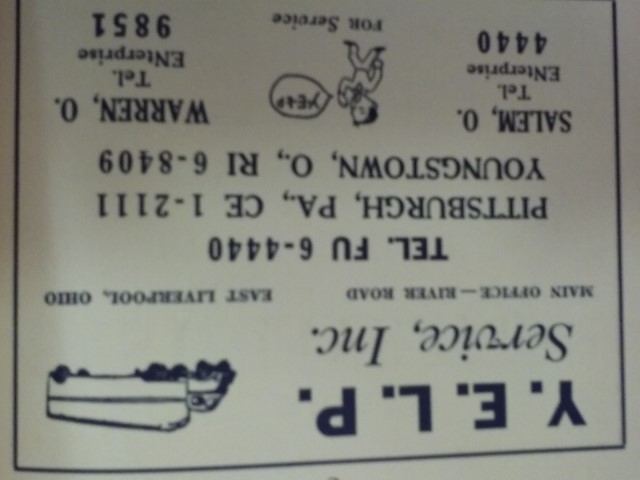 Y. E. L. P.
Service, Inc.
MAIN OFFICE—RIVER ROAD EAST LIVERPOOL, OHIO
TEL. FU 6-4440
PITTSBURGH, PA., CE 1-2111
YOUNGSTOWN, O., RI 6-8409
SALEM, O.
Tel.
ENterprise
4440
YELP
FOR Service
WARREN, O.
Tel.
ENterprise
9851